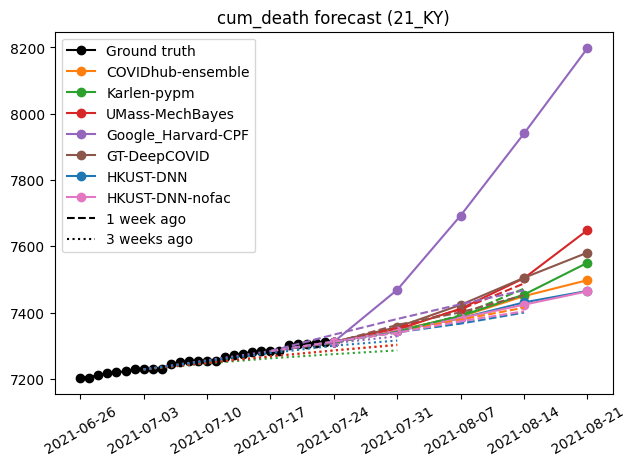 cum_death forecast (21_KY)
8200
8000
7800
7600
7400
7200
Ground truth
COVIDhub-ensemble
Karlen-pypm
UMass-MechBayes
Google_Harvard-CPF
GT-DeepCOVID
HKUST-DNN
HKUST-DNN-nofac
1 week ago
3 weeks ago
2021-06-26
2021-07-03
2021-07-10
2021-07-17
2021-07-24
2021-07-31
2021-08-07
2021-08-14
2021-08-21